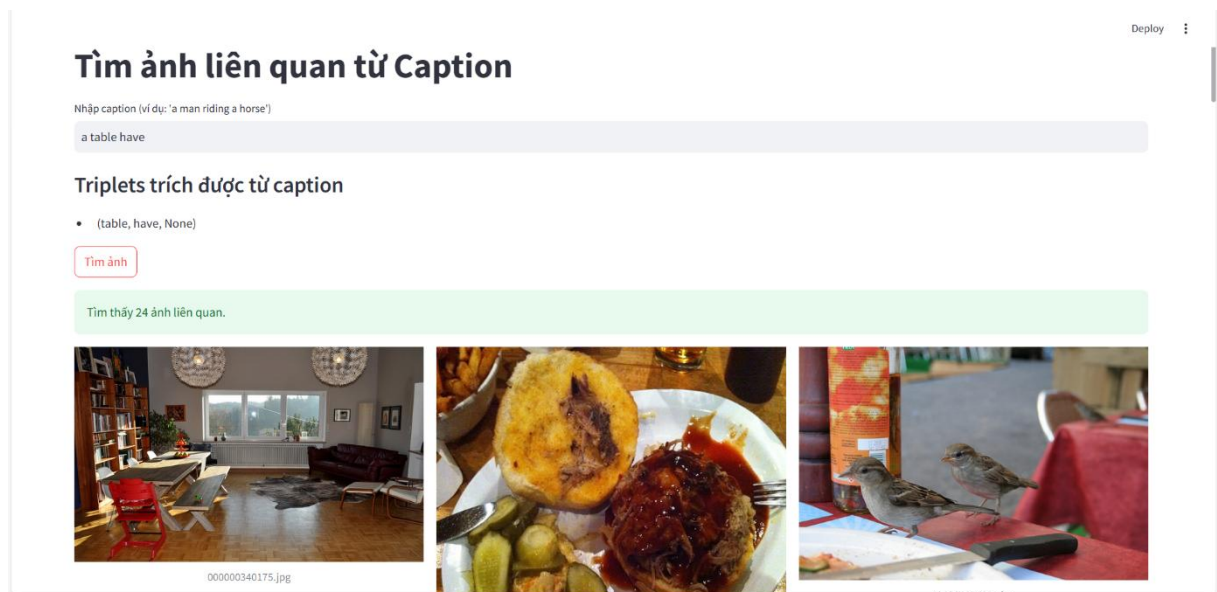 Deploy
Tìm ảnh liên quan từ Caption
Nhập caption (ví dụ: 'a man riding a horse')
a table have
Triplets trích được từ caption
(table, have, None)
Tìm ảnh
Tìm thấy 24 ảnh liên quan.
000000340175.jpg